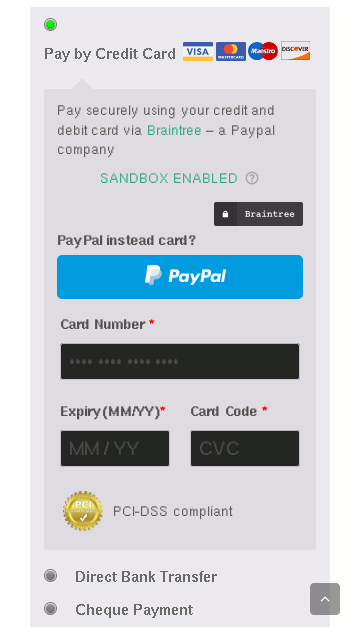 Pay by Credit Card VISA MasterCard Maestro DISCOVER
Pay securely using your credit and
debit card via Braintree – a Paypal
company
SANDBOX ENABLED ?
Braintree
PayPal instead card?
PayPal
Card Number *
•••• •••• •••• ••••
Expiry(MM/YY)* Card Code *
MM / YY CVC
PCI PCI-DSS compliant
Direct Bank Transfer
Cheque Payment